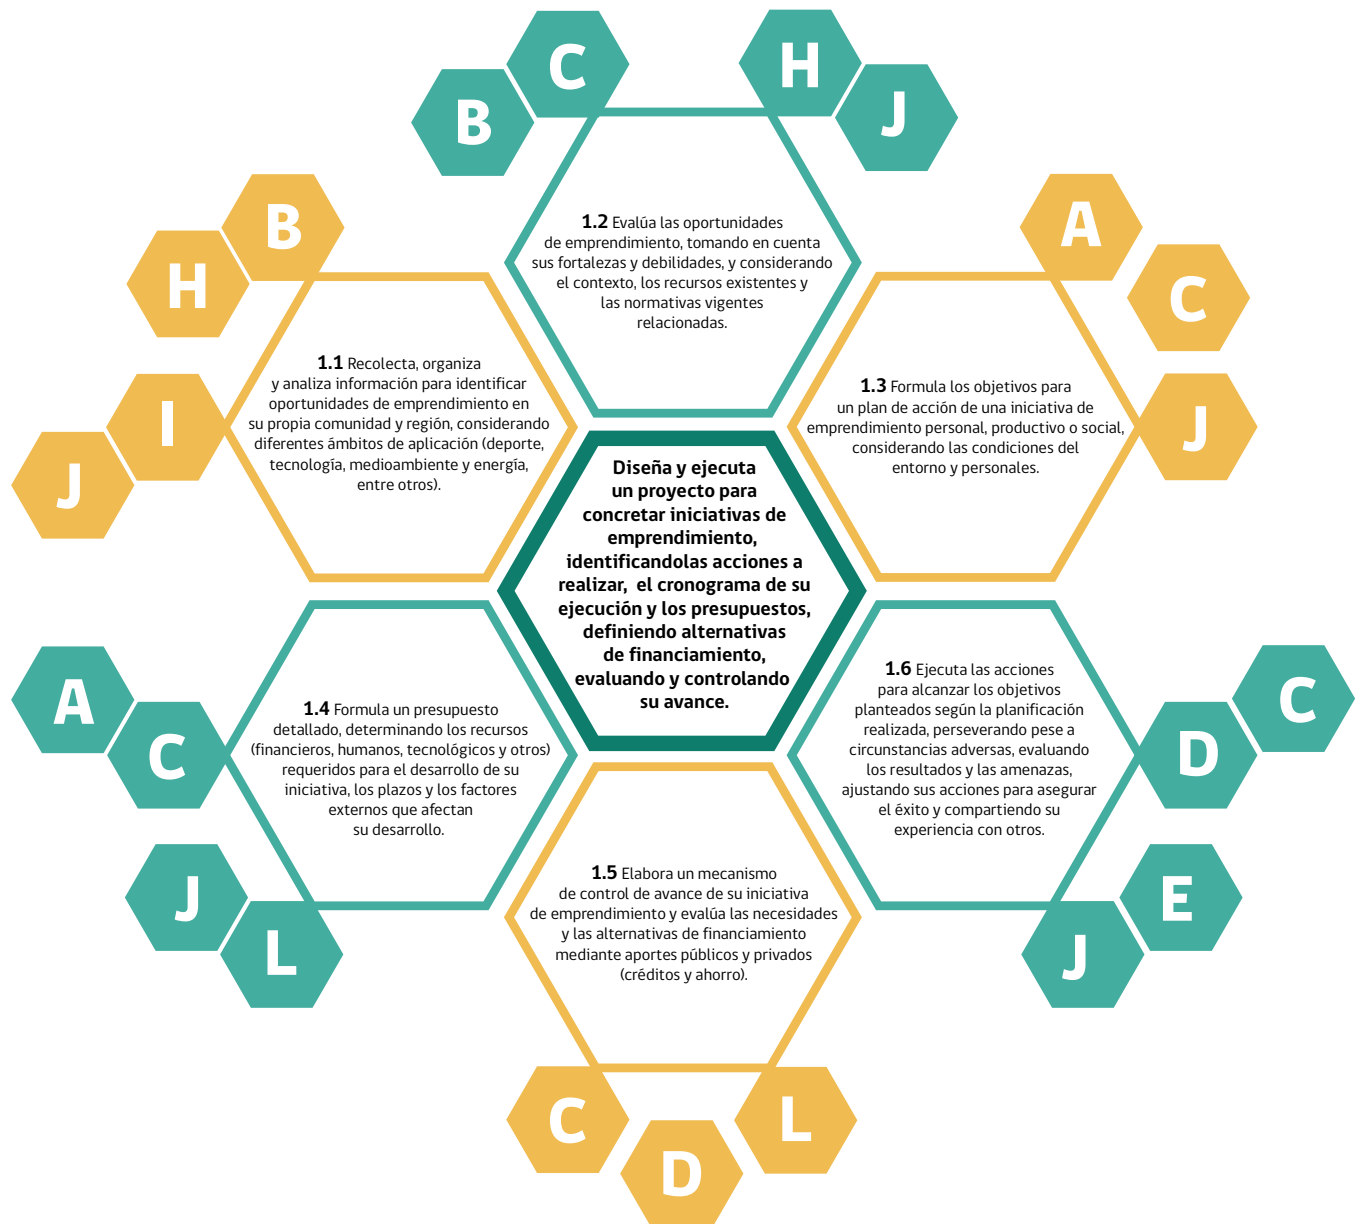 B
C
H
J
1.2 Evalúa las oportunidades
de emprendimiento, tomando en cuenta
sus fortalezas y debilidades, y considerando
el contexto, los recursos existentes y
las normativas vigentes
relacionadas.
B
H
I
J
1.1 Recolecta, organiza
y analiza información para identificar
oportunidades de emprendimiento en
su propia comunidad y región, considerando
diferentes ámbitos de aplicación (deporte,
tecnología, medioambiente y energía,
entre otros).
A
C
J
1.3 Formula los objetivos para
un plan de acción de una iniciativa de
emprendimiento personal, productivo o social,
considerando las condiciones del
entorno y personales.
Diseña y ejecuta
un proyecto para
concretar iniciativas de
emprendimiento,
identificandolas acciones a
realizar, el cronograma de su
ejecución y los presupuestos,
definiendo alternativas
de financiamiento,
evaluando y controlando
su avance.
A
C
J
L
1.4 Formula un presupuesto
detallado, determinando los recursos
(financieros, humanos, tecnológicos y otros)
requeridos para el desarrollo de su
iniciativa, los plazos y los factores
externos que afectan
su desarrollo.
C
D
E
J
1.6 Ejecuta las acciones
para alcanzar los objetivos
planteados según la planificación
realizada, perseverando pese a
circunstancias adversas, evaluando
los resultados y las amenazas,
ajustando sus acciones para asegurar
el éxito y compartiendo su
experiencia con otros.
1.5 Elabora un mecanismo
de control de avance de su iniciativa
de emprendimiento y evalúa las necesidades
y las alternativas de financiamiento
mediante aportes públicos y privados
(créditos y ahorro).
C
D
L